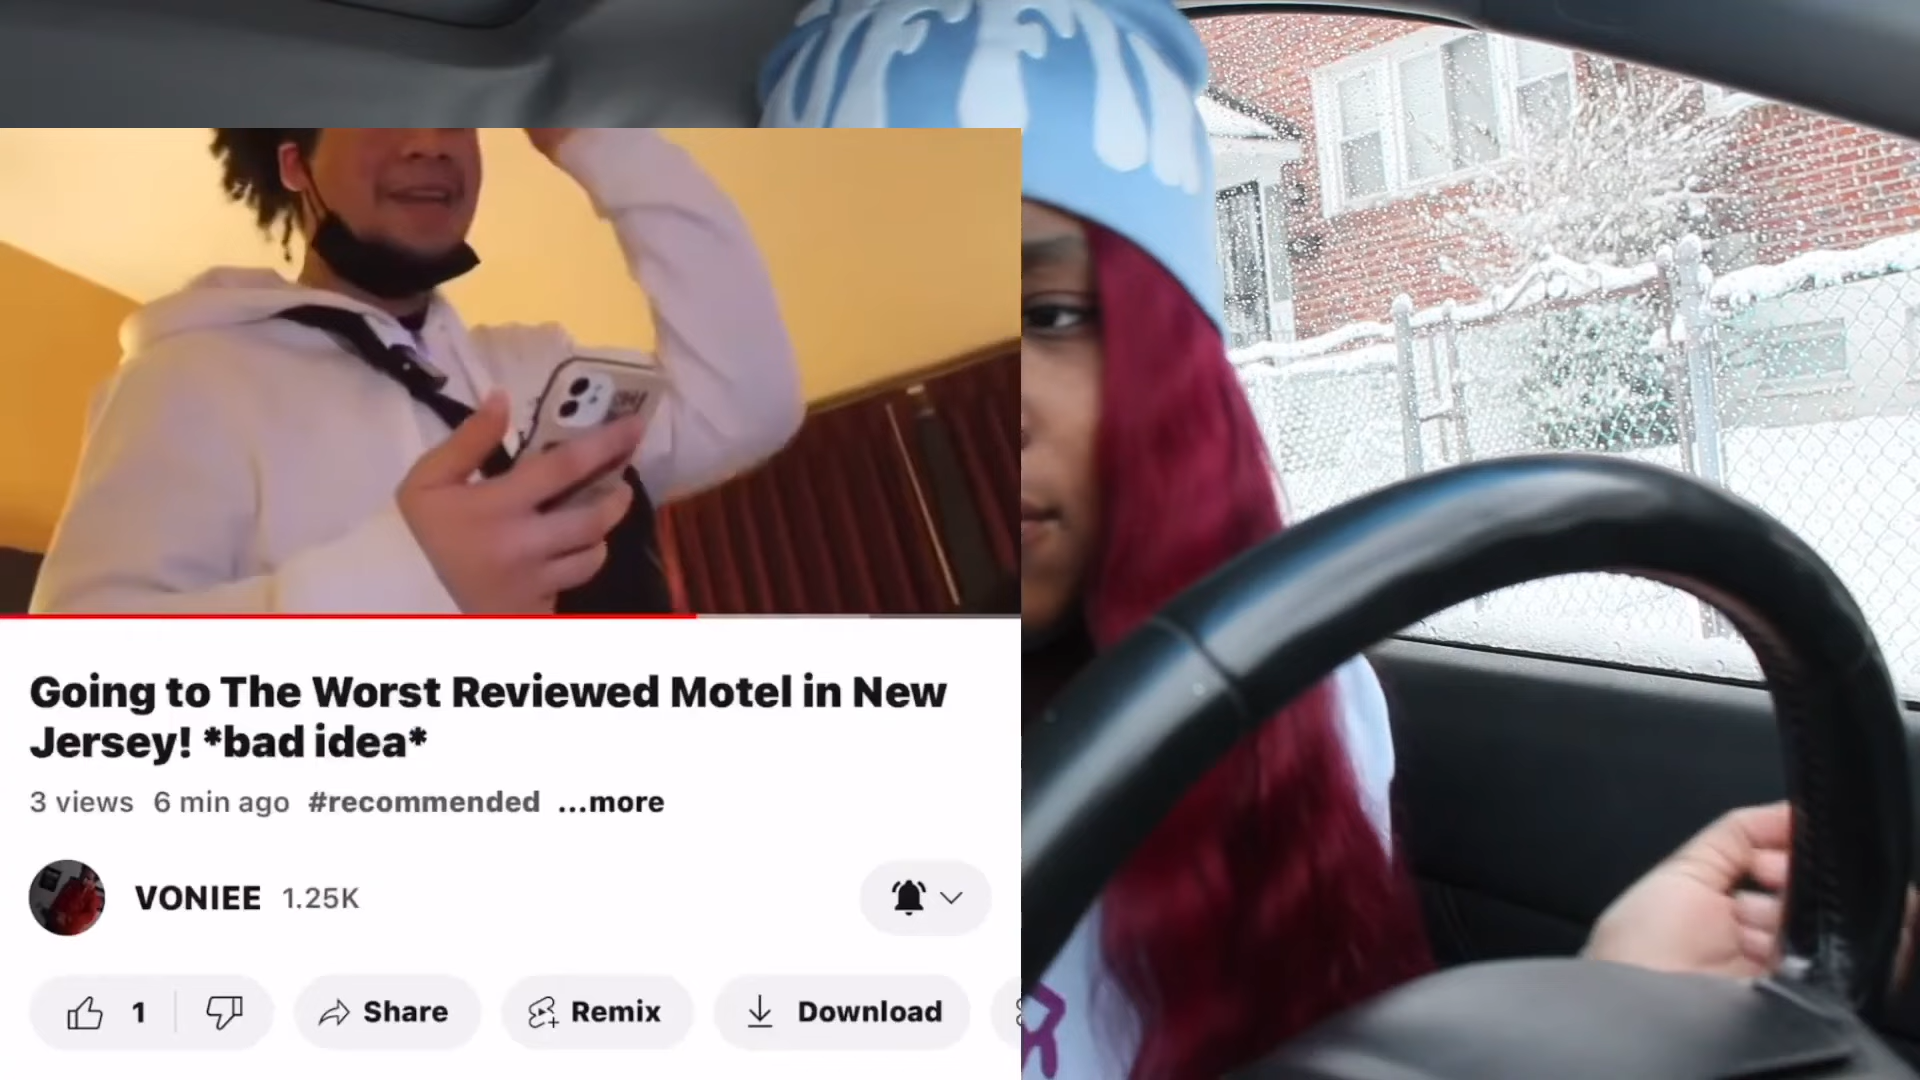 Going to The Worst Reviewed Motel in New
Jersey! *bad idea*
3 views 6 min ago #recommended ...more
VONIEE 1.25K
1 Share Remix Download